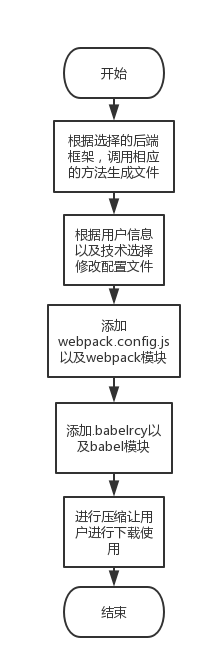 开始
根据选择的后端
框架，调用相应
的方法生成文件
根据用户信息
以及技术选择
修改配置文件
添加
webpack.config.js
以及webpack模块
添加.babelrcy以
及babel模块
进行压缩让用
户进行下载使
用
结束